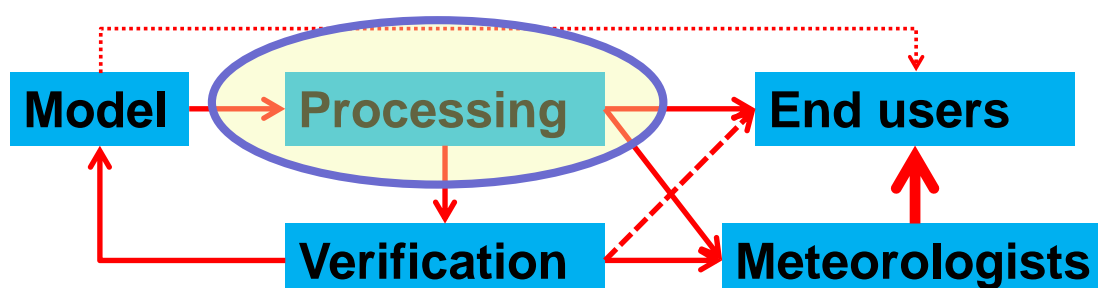 Model
Processing
End users
Verification
Meteorologists